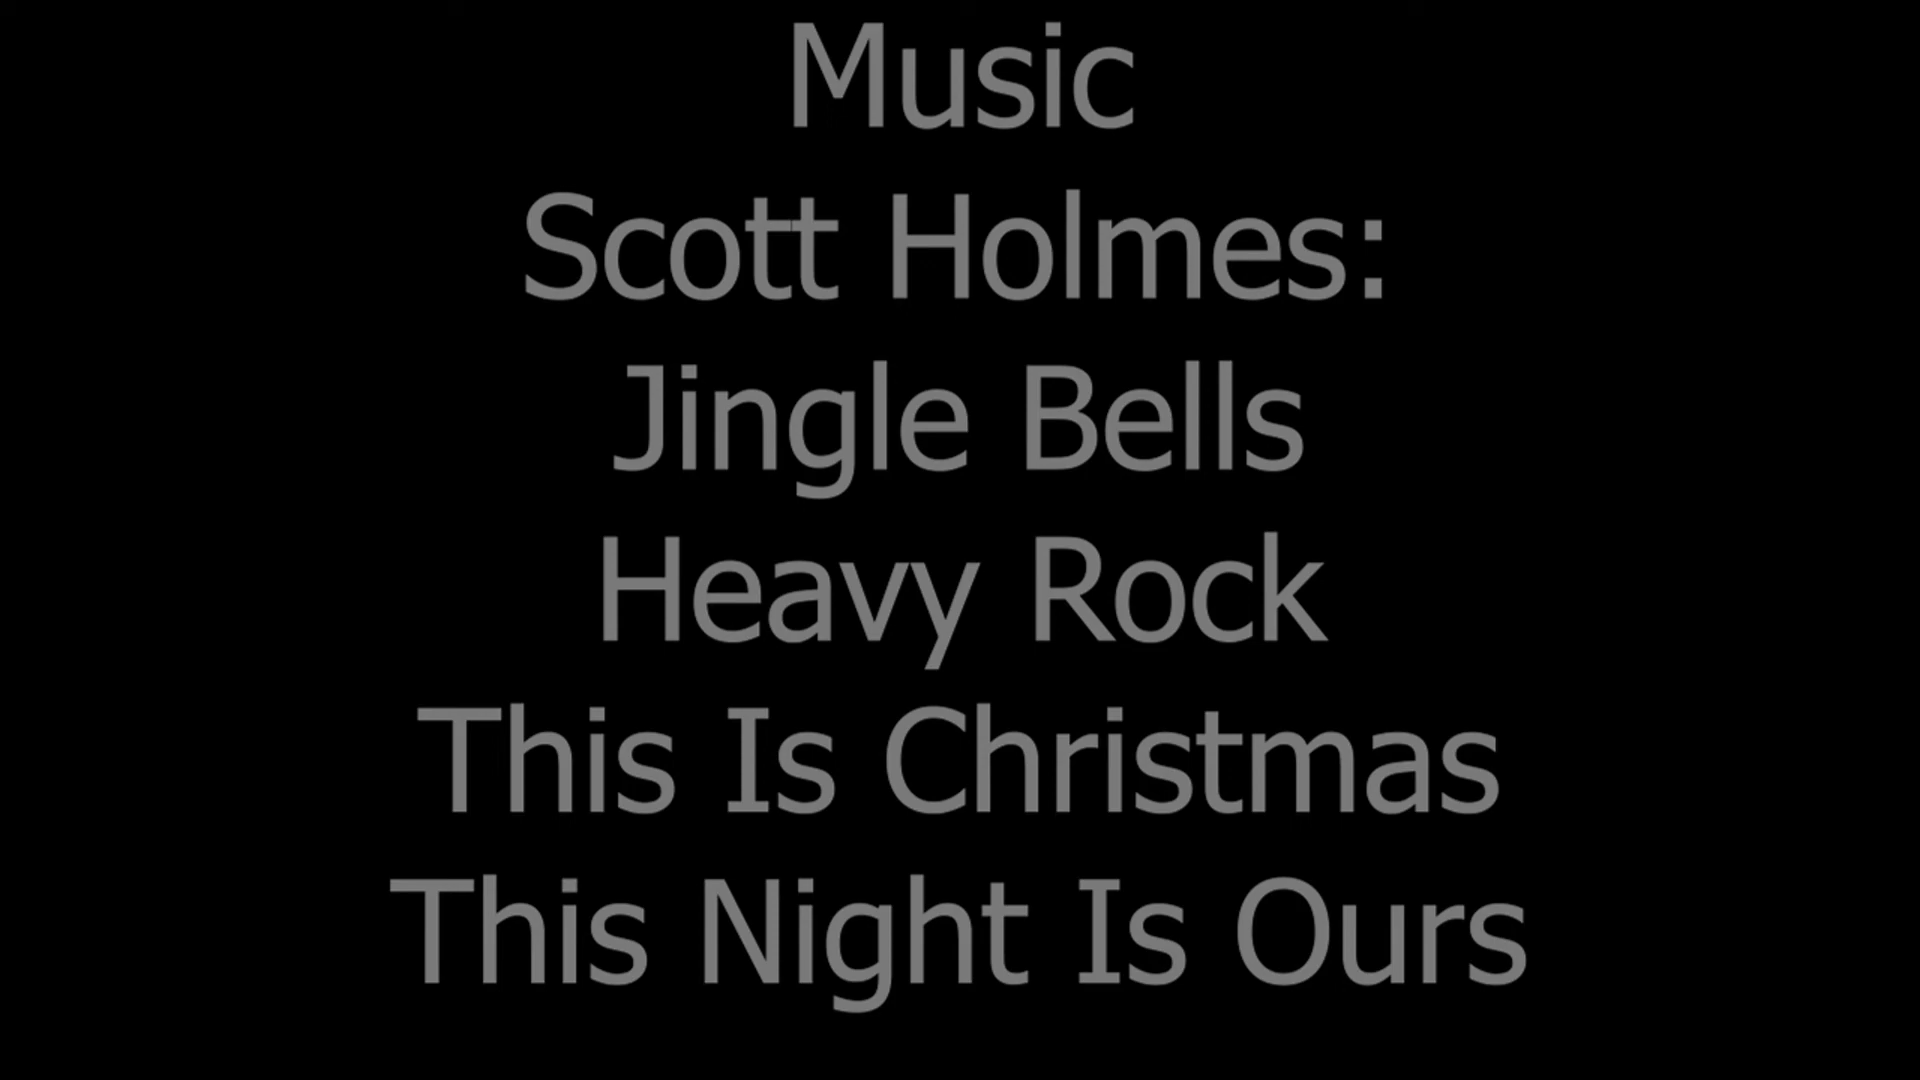 Music
Scott Holmes:
Jingle Bells
Heavy Rock
This Is Christmas
This Night Is Ours